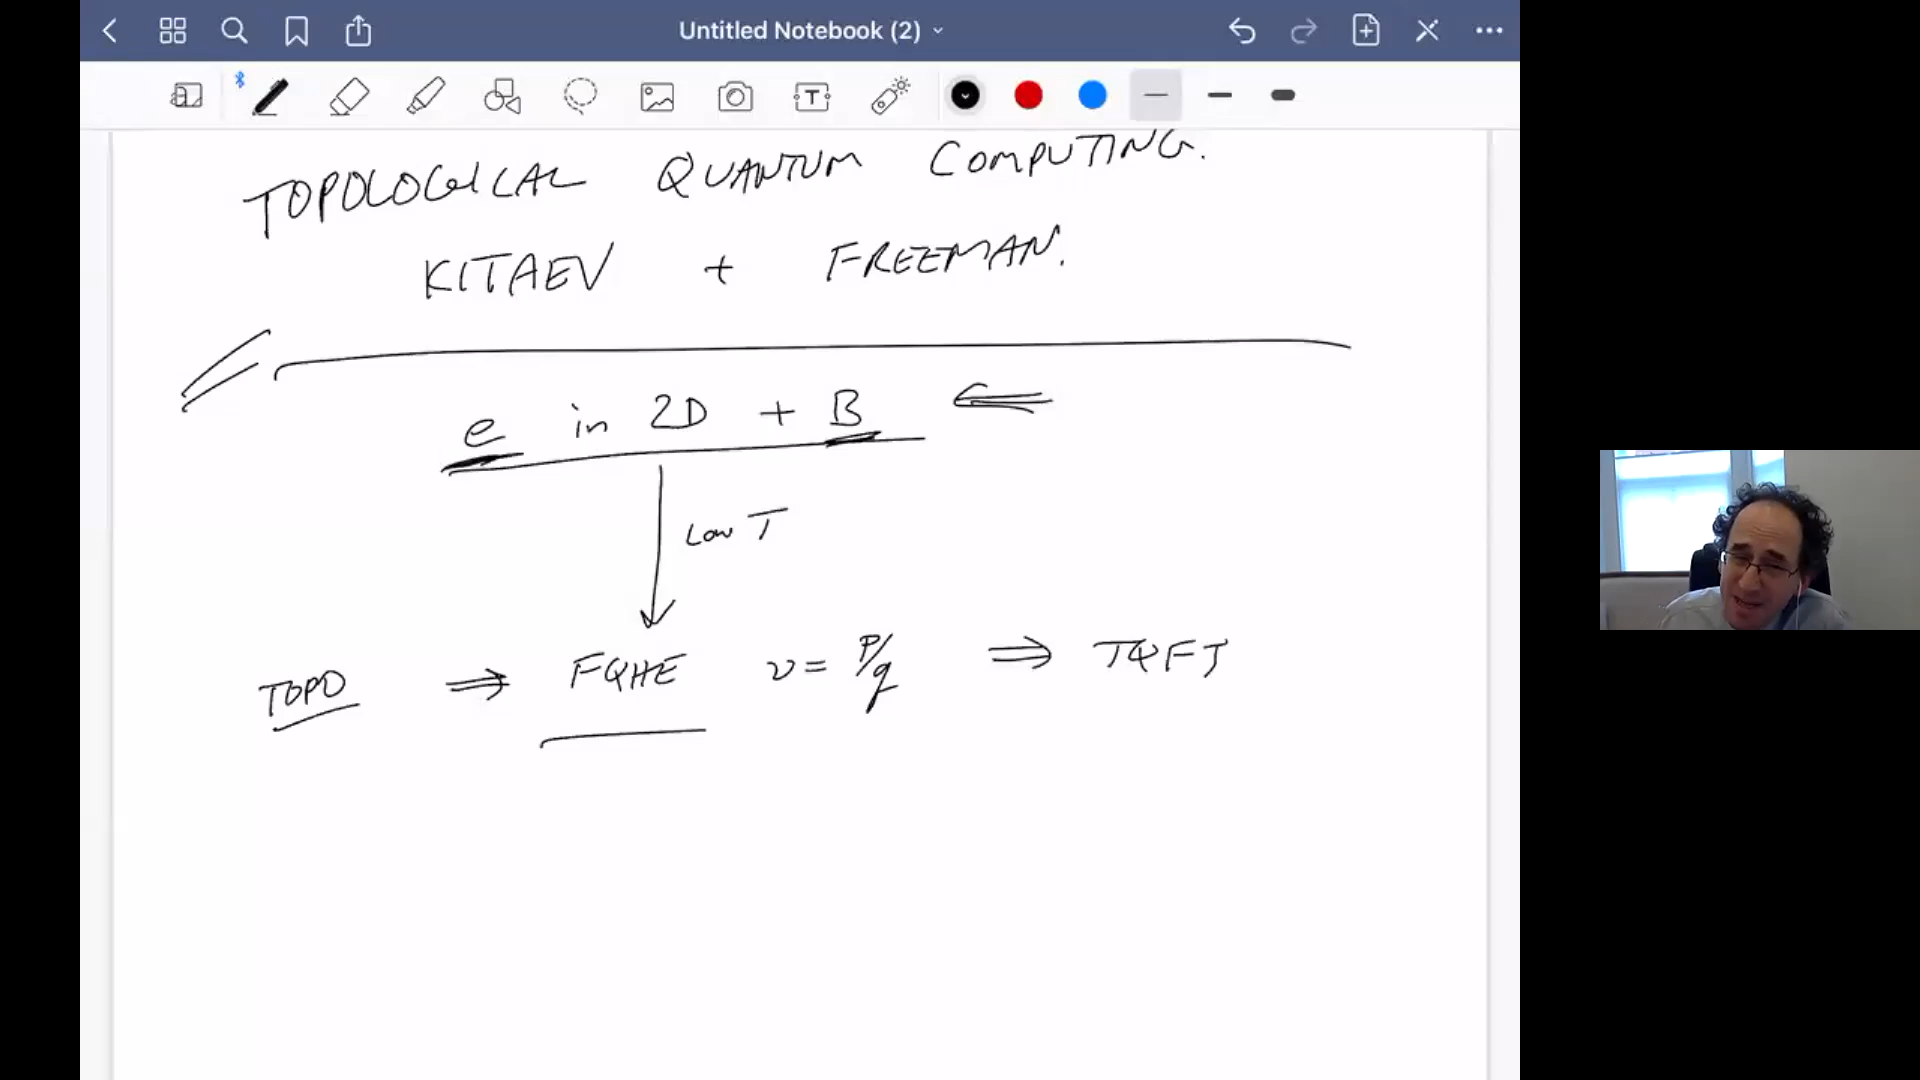 Untitled Notebook (2)
TOPOLOGICAL QUANTUM COMPUTING.
KITAEV + FREEMAN.
e in 2D + B ⇐
LOW T
TOPO ⇒ FQHE ν = p/q ⇒ TQFT